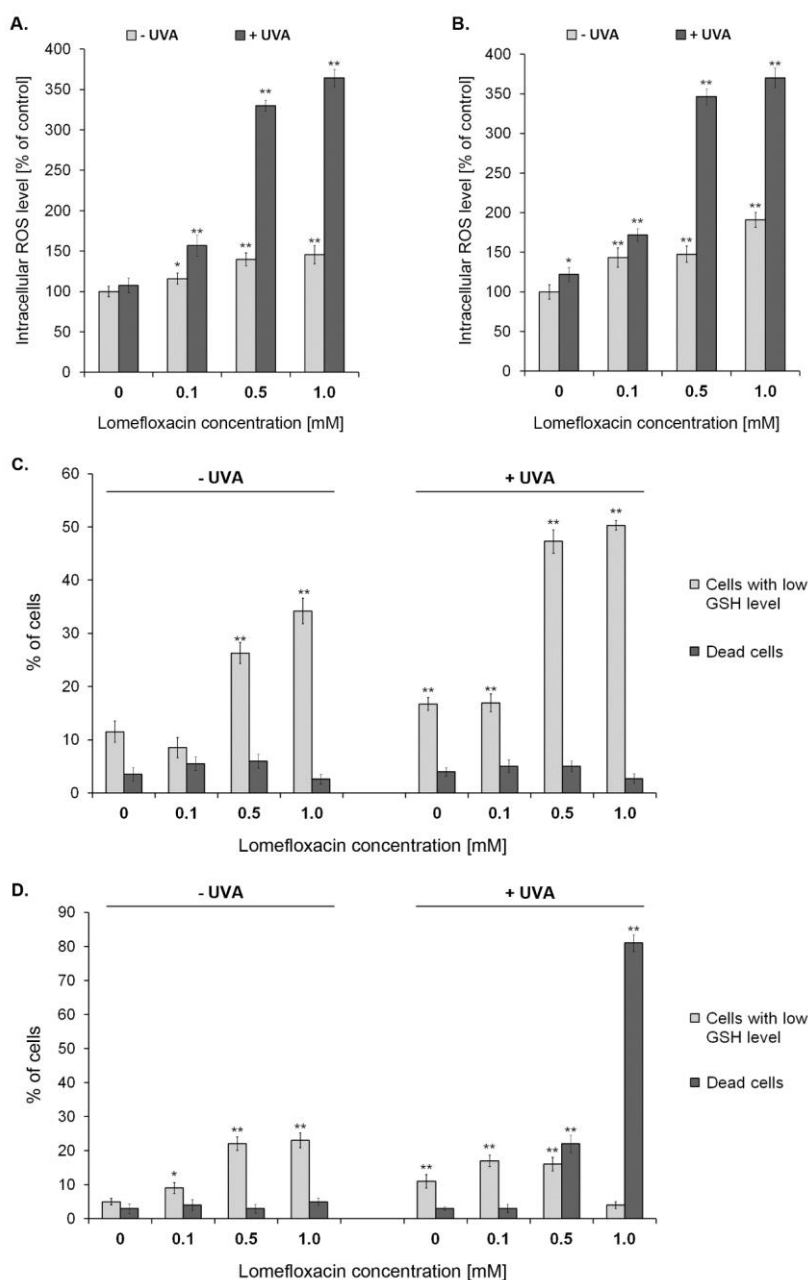 A.
- UVA + UVA
Intracellular ROS level [% of control]
400
350
300
250
200
150
100
50
0
** ** * ** ** **
0 0.1 0.5 1.0
Lomefloxacin concentration [mM]
B.
- UVA + UVA
Intracellular ROS level [% of control]
400
350
300
250
200
150
100
50
0
* ** ** ** ** ** **
0 0.1 0.5 1.0
Lomefloxacin concentration [mM]
C.
- UVA + UVA
% of cells
60
50
40
30
20
10
0
** ** ** ** ** **
0 0.1 0.5 1.0 0 0.1 0.5 1.0
Lomefloxacin concentration [mM]
Cells with low
GSH level
Dead cells
D.
- UVA + UVA
% of cells
90
80
70
60
50
40
30
20
10
0
* ** ** ** ** ** ** **
0 0.1 0.5 1.0 0 0.1 0.5 1.0
Lomefloxacin concentration [mM]
Cells with low
GSH level
Dead cells